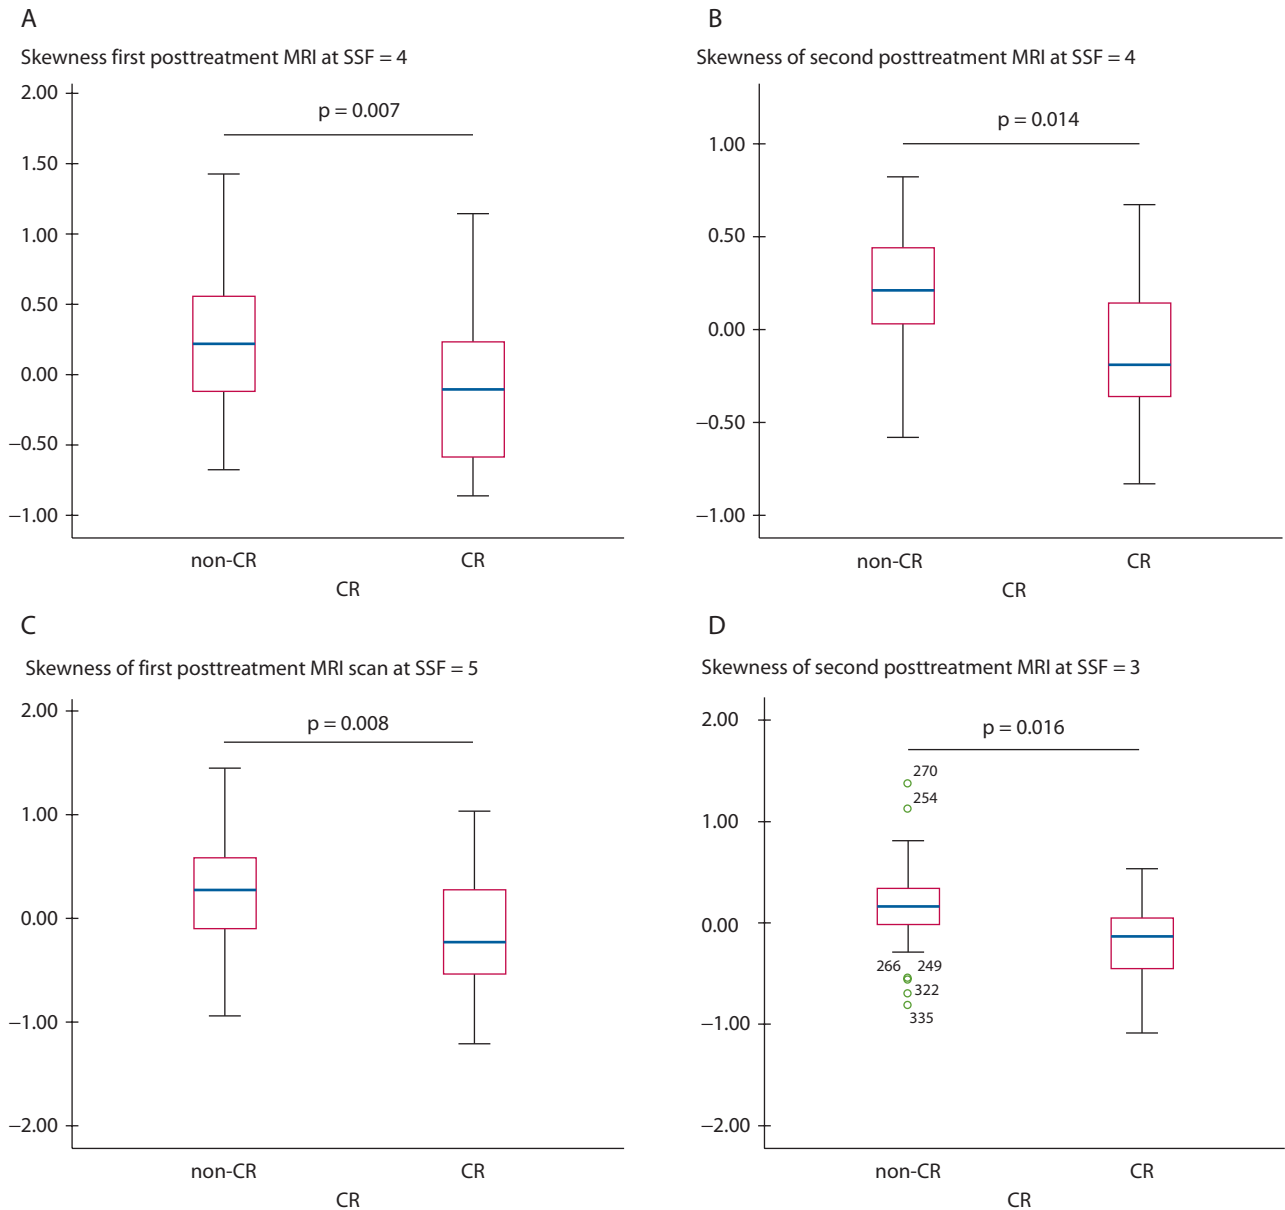 A
Skewness first posttreatment MRI at SSF = 4
2.00
p = 0.007
1.50
1.00
0.50
0.00
−0.50
−1.00
non-CR CR
CR
B
Skewness of second posttreatment MRI at SSF = 4
p = 0.014
1.00
0.50
0.00
−0.50
−1.00
non-CR CR
CR
C
Skewness of first posttreatment MRI scan at SSF = 5
2.00
p = 0.008
1.00
0.00
−1.00
−2.00
non-CR CR
CR
D
Skewness of second posttreatment MRI at SSF = 3
2.00
p = 0.016
270
254
1.00
0.00
266 249
322
335
−1.00
−2.00
non-CR CR
CR